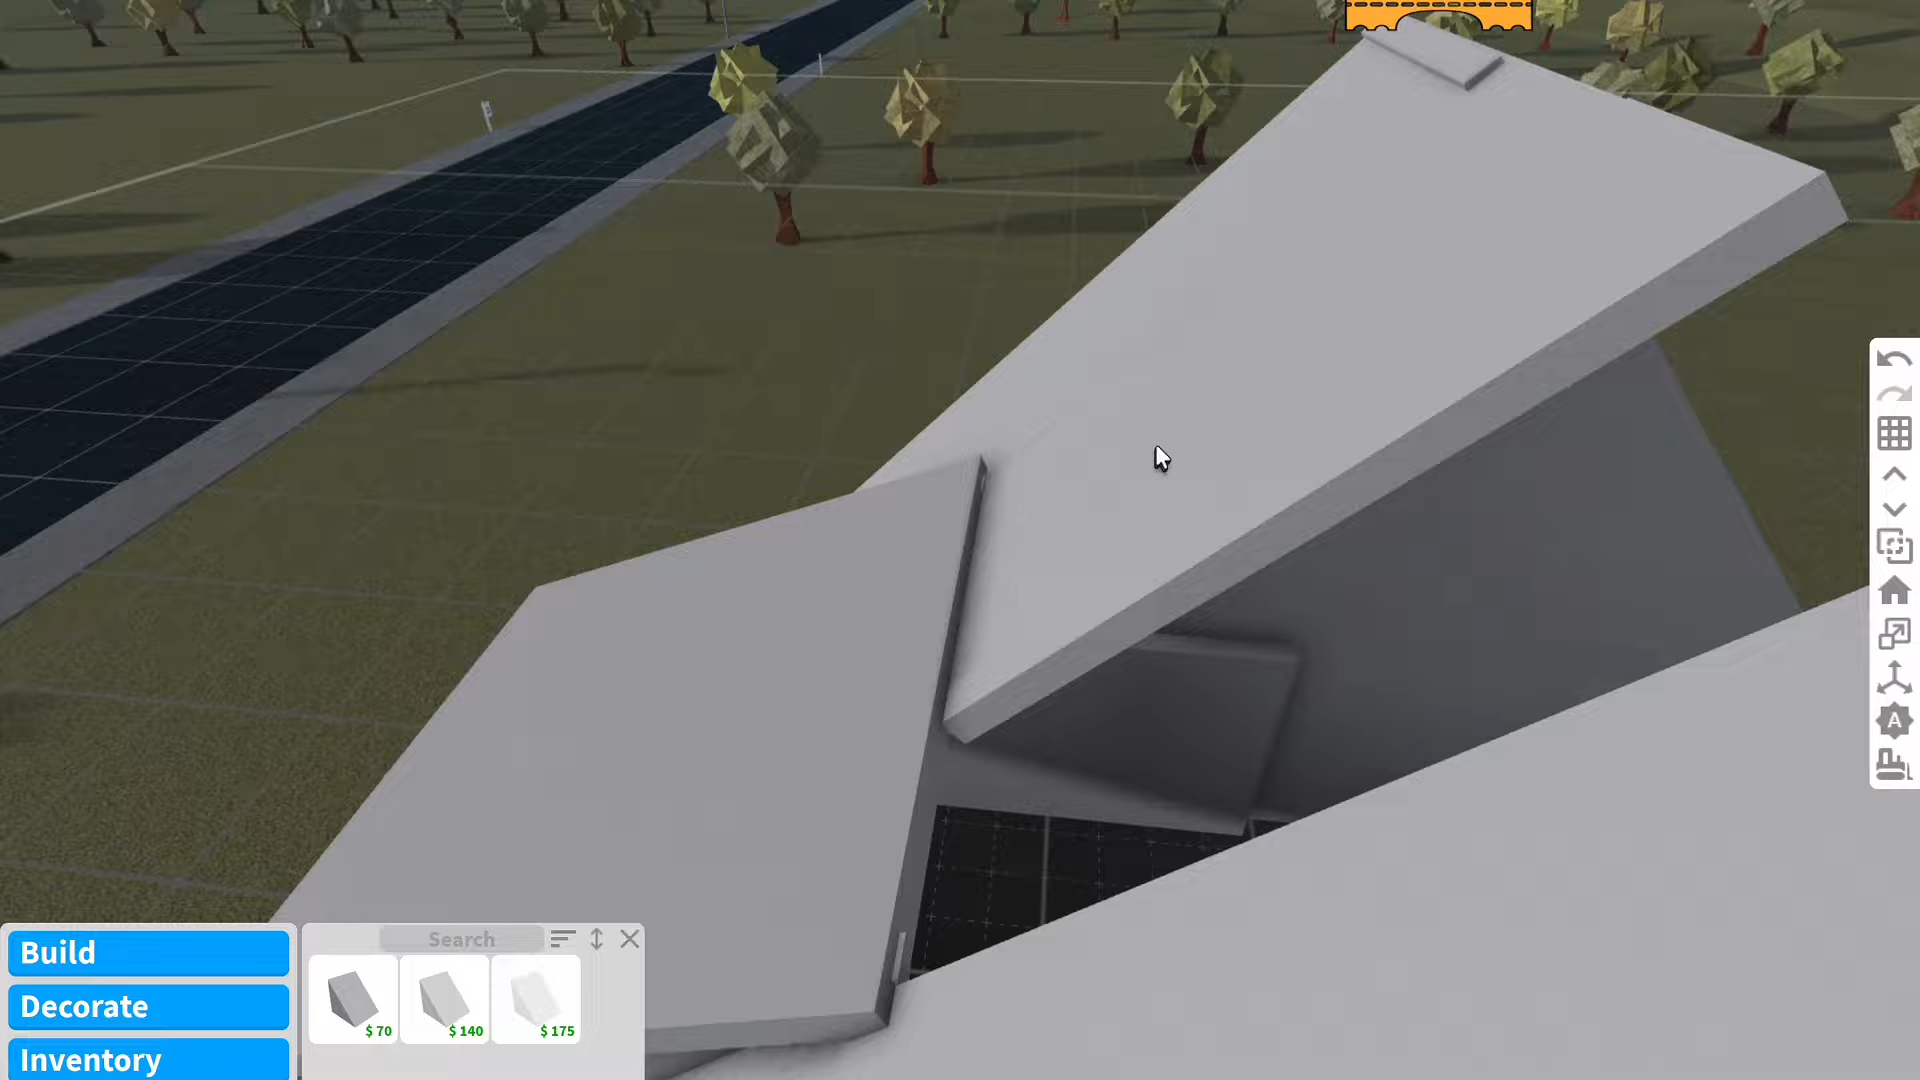 Build
Decorate
Inventory
Search
$ 70
$ 140
$ 175
A